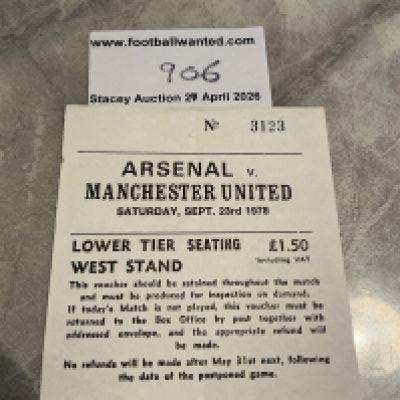 www.footballwanted.com
906
Stacey Auction 27 April 2026
Nº 3123
ARSENAL v.
MANCHESTER UNITED
SATURDAY, SEPT. 23rd 1978
LOWER TIER SEATING £1.50
WEST STAND Including VAT
This voucher should be retained throughout the match
and must be produced for inspection on demand.
If today's Match is not played, this voucher must be
returned to the Box Office by post together with
addressed envelope, and the appropriate refund will
be made.
No refunds will be made after May 31st next, following
the date of the postponed game.